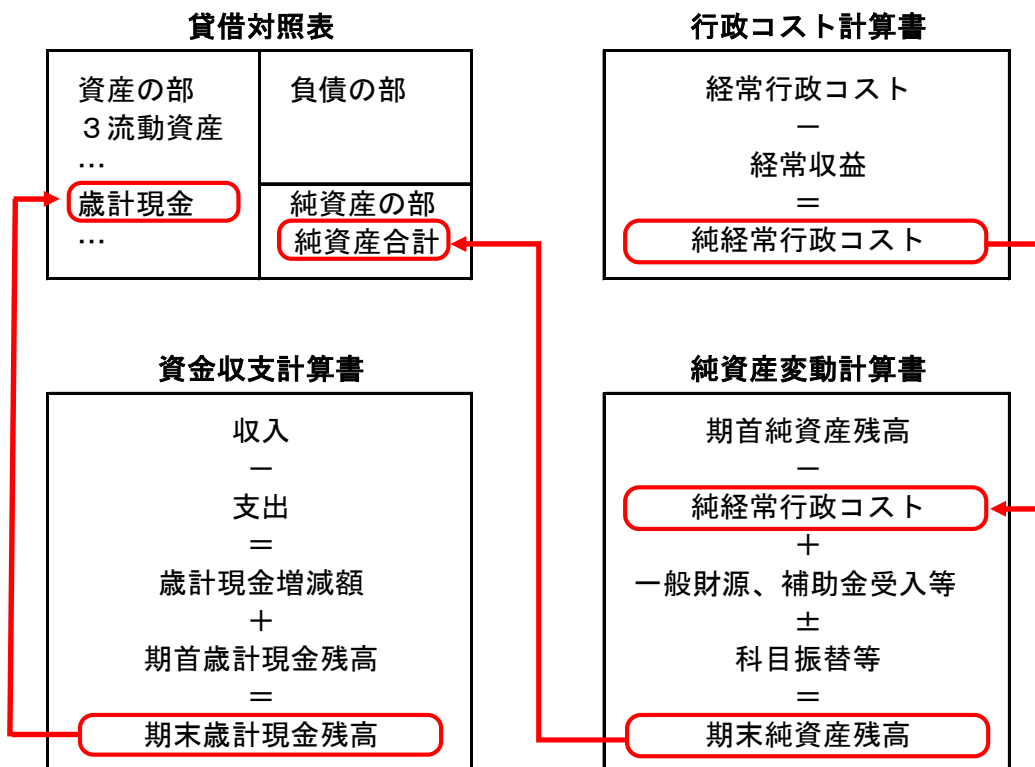 貸借対照表
資産の部
３流動資産
…
歳計現金
…
負債の部
純資産の部
純資産合計
行政コスト計算書
経常行政コスト
－
経常収益
＝
純経常行政コスト
資金収支計算書
収入
－
支出
＝
歳計現金増減額
＋
期首歳計現金残高
＝
期末歳計現金残高
純資産変動計算書
期首純資産残高
－
純経常行政コスト
＋
一般財源、補助金受入等
±
科目振替等
＝
期末純資産残高